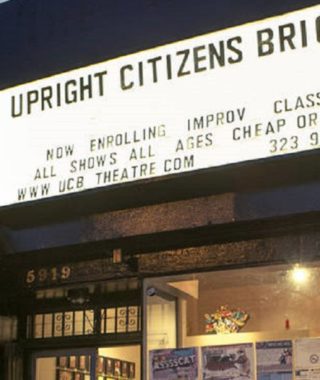 UPRIGHT CITIZENS BRI
NOW ENROLLING IMPROV CLASS
ALL SHOWS ALL AGES CHEAP OR
WWW UCB THEATRE COM 323 9
5919
ASSSSCAT